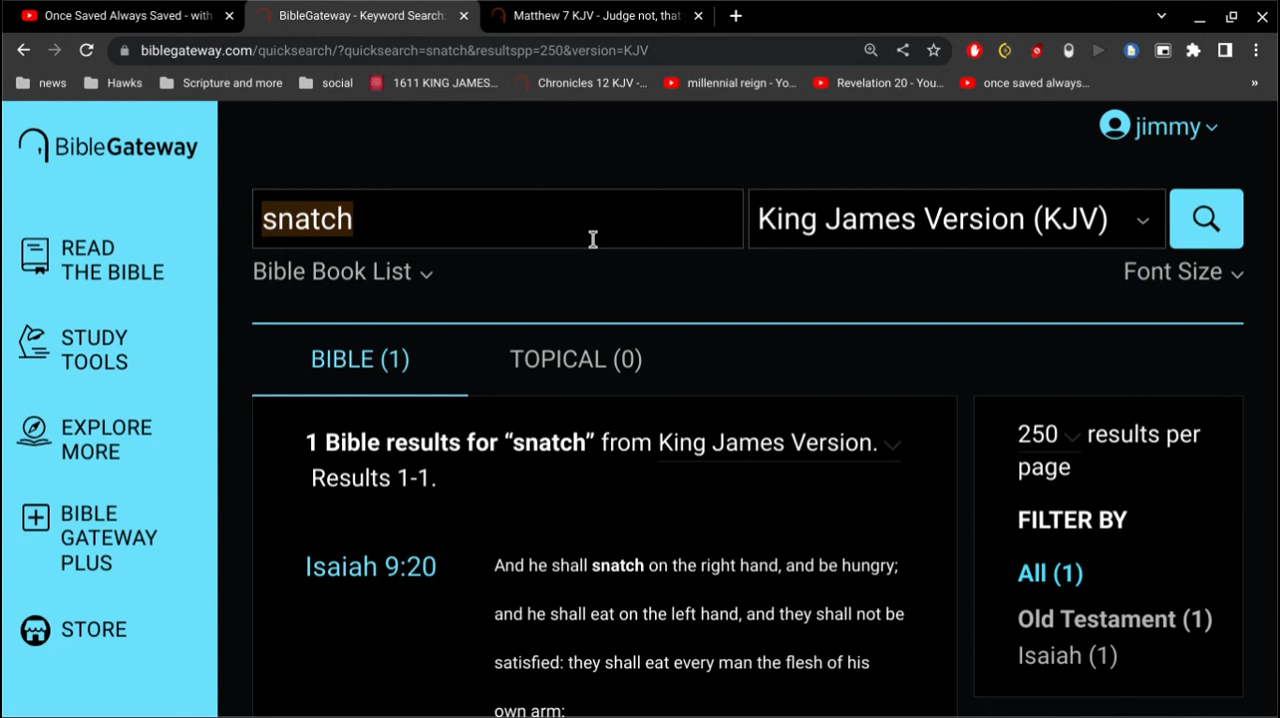 Once Saved Always Saved - with
BibleGateway - Keyword Search:
Matthew 7 KJV - Judge not, that
biblegateway.com/quicksearch/?quicksearch=snatch&resultspp=250&version=KJV
news
Hawks
Scripture and more
social
1611 KING JAMES...
Chronicles 12 KJV -...
millennial reign - Yo...
Revelation 20 - You...
once saved always...
»
BibleGateway
jimmy
snatch
King James Version (KJV)
Bible Book List
Font Size
READ
THE BIBLE
STUDY
TOOLS
EXPLORE
MORE
BIBLE
GATEWAY
PLUS
STORE
BIBLE (1)
TOPICAL (0)
1 Bible results for “snatch” from King James Version.
Results 1-1.
Isaiah 9:20
And he shall snatch on the right hand, and be hungry;
and he shall eat on the left hand, and they shall not be
satisfied: they shall eat every man the flesh of his
own arm:
250 results per
page
FILTER BY
All (1)
Old Testament (1)
Isaiah (1)